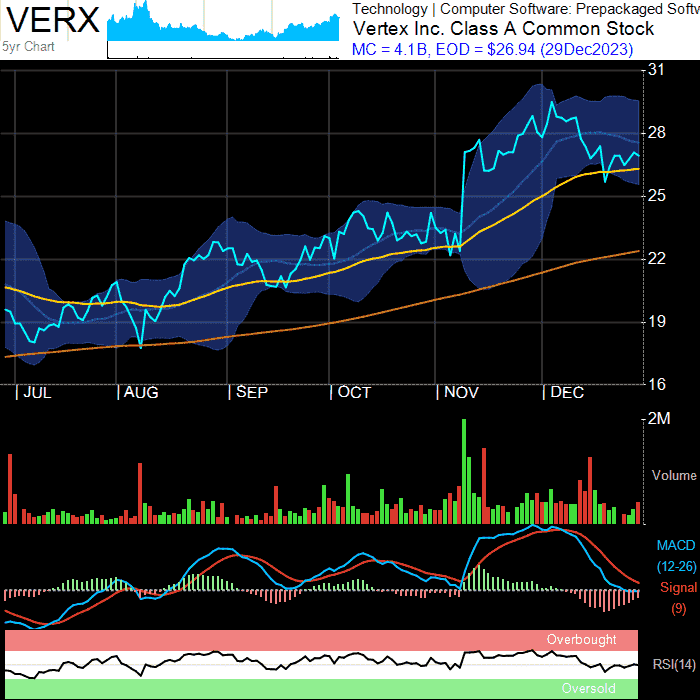 VERX
5yr Chart
Technology | Computer Software: Prepackaged Softw
Vertex Inc. Class A Common Stock
MC = 4.1B, EOD = $26.94 (29Dec2023)
31
28
25
22
19
16
| JUL | AUG | SEP | OCT | NOV | DEC
2M
Volume
MACD
(12-26)
Signal
(9)
Overbought
RSI(14)
Oversold